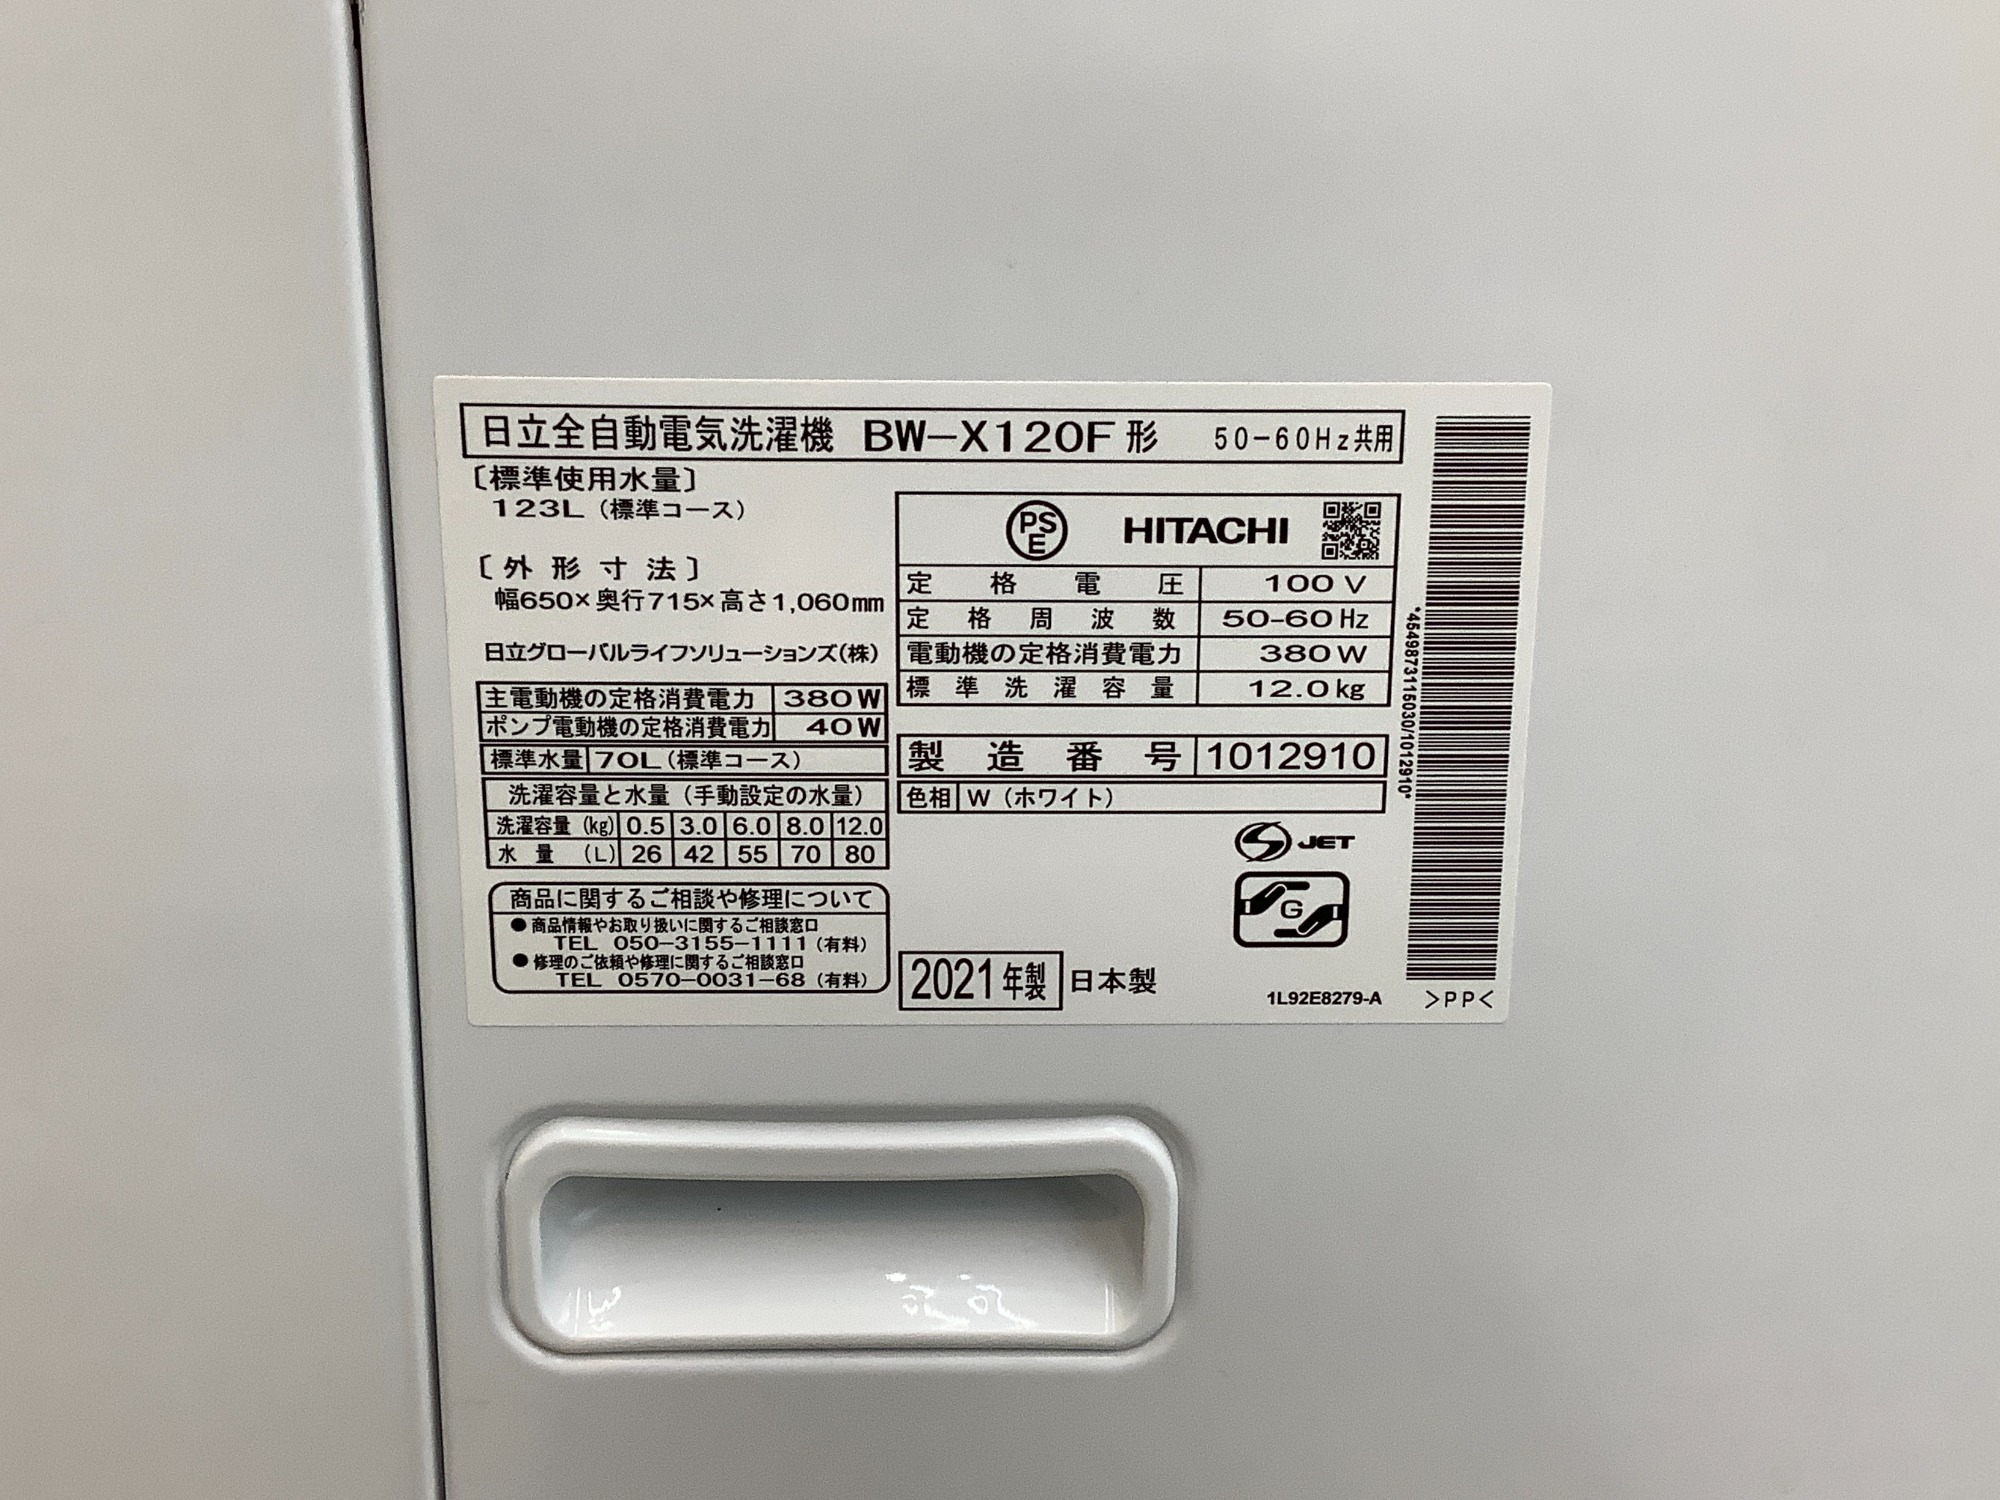 日立全自動電気洗濯機 BW-X120F形 50-60Hz共用
〔標準使用水量〕
123L（標準コース）
〔外形寸法〕
幅650×奥行715×高さ1,060mm
日立グローバルライフソリューションズ(株)
主電動機の定格消費電力 380W
ポンプ電動機の定格消費電力 40W
標準水量 70L（標準コース）
洗濯容量と水量（手動設定の水量）
洗濯容量(kg) 0.5 3.0 6.0 8.0 12.0
水量(L) 26 42 55 70 80
商品に関するご相談や修理について
●商品情報やお取り扱いに関するご相談窓口
TEL 050-3155-1111（有料）
●修理のご依頼や修理に関するご相談窓口
TEL 0570-0031-68（有料）
PSE HITACHI
定格電圧 100V
定格周波数 50-60Hz
電動機の定格消費電力 380W
標準洗濯容量 12.0kg
製造番号 1012910
色相 W（ホワイト）
S JET
G
2021年製 日本製
1L92E8279-A
>PP<
*4549873115030/1012910*